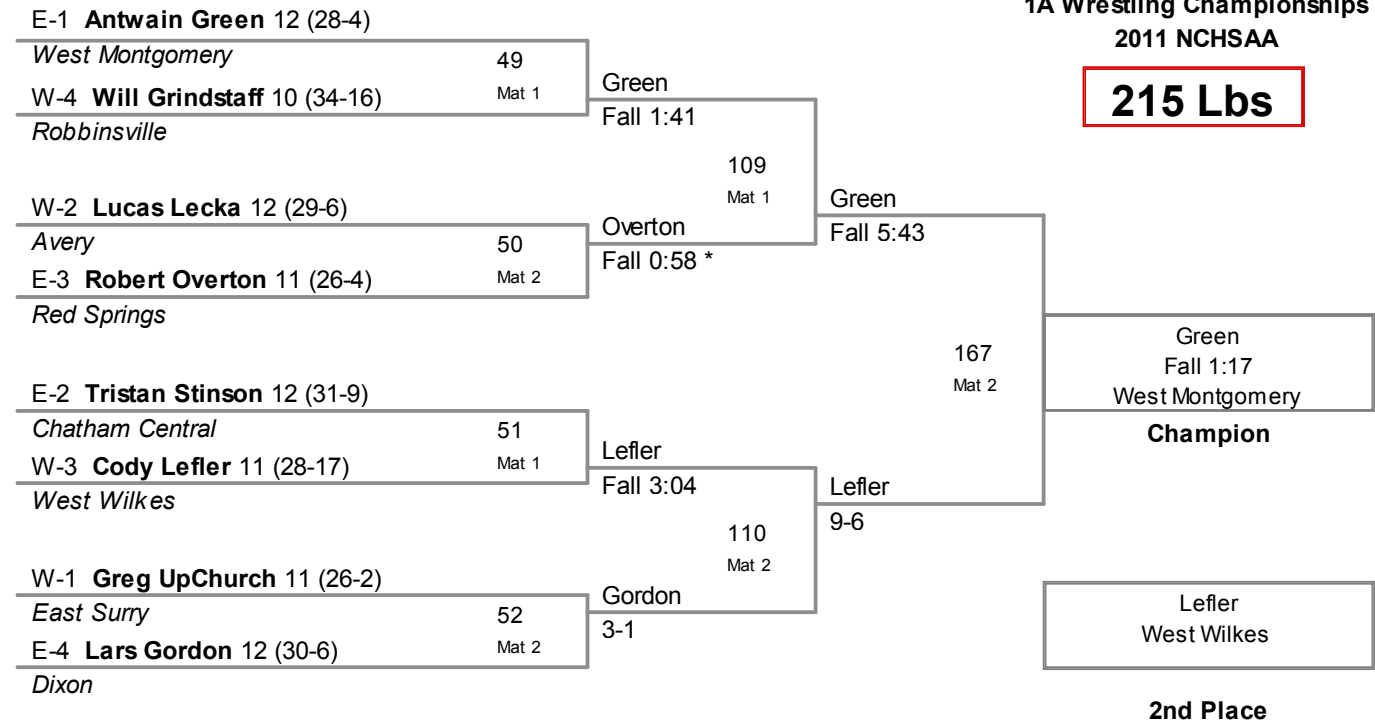 1A Wrestling Championships
2011 NCHSAA
215 Lbs
E-1 Antwain Green 12 (28-4)
West Montgomery
49
Mat 1
W-4 Will Grindstaff 10 (34-16)
Robbinsville
Green
Fall 1:41
109
Mat 1
W-2 Lucas Lecka 12 (29-6)
Avery
50
Mat 2
E-3 Robert Overton 11 (26-4)
Red Springs
Overton
Fall 0:58 *
Green
Fall 5:43
E-2 Tristan Stinson 12 (31-9)
Chatham Central
51
Mat 1
W-3 Cody Lefler 11 (28-17)
West Wilkes
Lefler
Fall 3:04
110
Mat 2
W-1 Greg UpChurch 11 (26-2)
East Surry
52
Mat 2
E-4 Lars Gordon 12 (30-6)
Dixon
Gordon
3-1
Lefler
9-6
167
Mat 2
Green
Fall 1:17
West Montgomery
Champion
Lefler
West Wilkes
2nd Place